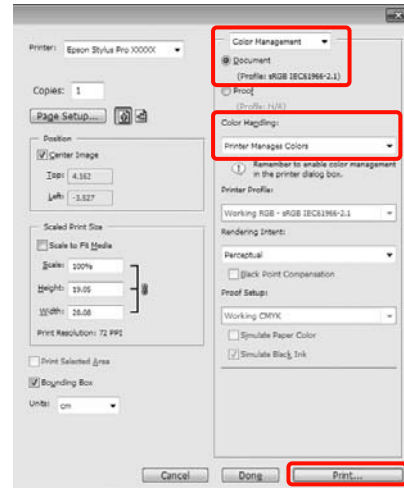 Printer: Epson Stylus Pro XXXXX
Copies: 1
Page Setup...
Position
Center Image
Top: 4.162
Left: -3.827
Scaled Print Size
Scale to Fit Media
Scale: 100%
Height: 19.05
Width: 28.08
Print Resolution: 72 PPI
Print Selected Area
Bounding Box
Units: cm
Color Management
Document
(Profile: sRGB IEC61966-2.1)
Proof
(Profile: N/A)
Color Handling:
Printer Manages Colors
Remember to enable color management
in the printer dialog box.
Printer Profile:
Working RGB - sRGB IEC61966-2.1
Rendering Intent:
Perceptual
Black Point Compensation
Proof Setup:
Working CMYK
Simulate Paper Color
Simulate Black Ink
Cancel
Done
Print...